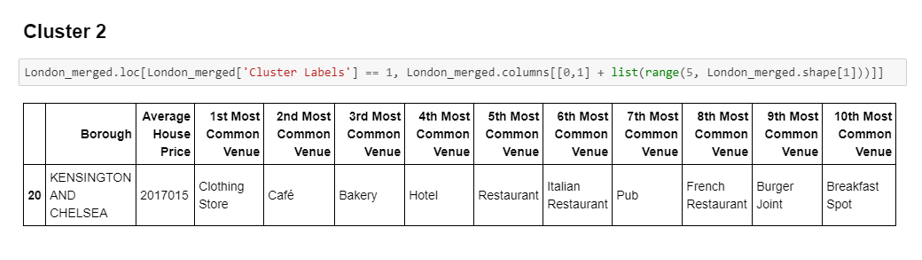 Cluster 2
London_merged.loc[London_merged['Cluster Labels'] == 1, London_merged.columns[[0,1] + list(range(5, London_merged.shape[1]))]]
Borough Average House Price 1st Most Common Venue 2nd Most Common Venue 3rd Most Common Venue 4th Most Common Venue 5th Most Common Venue 6th Most Common Venue 7th Most Common Venue 8th Most Common Venue 9th Most Common Venue 10th Most Common Venue
20 KENSINGTON AND CHELSEA 2017015 Clothing Store Café Bakery Hotel Restaurant Italian Restaurant Pub French Restaurant Burger Joint Breakfast Spot